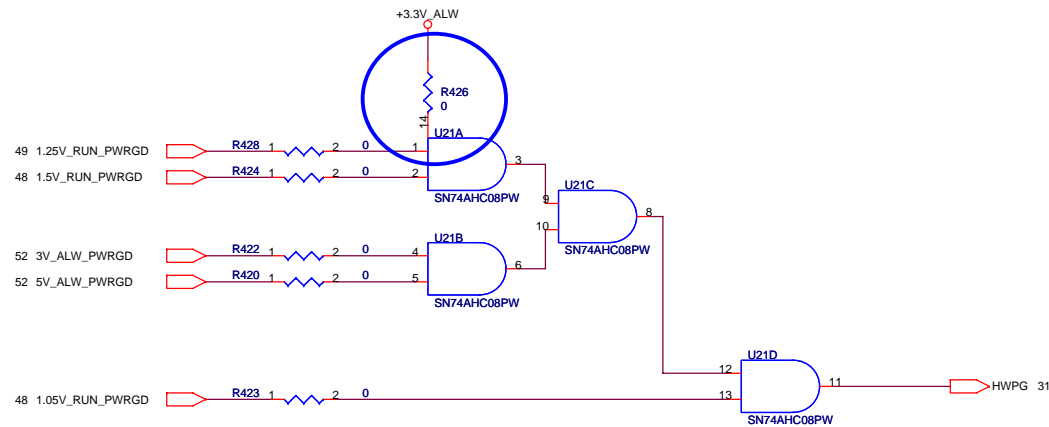 +3.3V_ALW
R426
0
14
U21A
49 1.25V_RUN_PWRGD
R428 1 2 0 1
3
48 1.5V_RUN_PWRGD
R424 1 2 0 2
SN74AHC08PW
U21C
9
8
10
SN74AHC08PW
U21B
52 3V_ALW_PWRGD
R422 1 2 0 4
6
52 5V_ALW_PWRGD
R420 1 2 0 5
SN74AHC08PW
U21D
12
11
HWPG 31
48 1.05V_RUN_PWRGD
R423 1 2 0 13
SN74AHC08PW